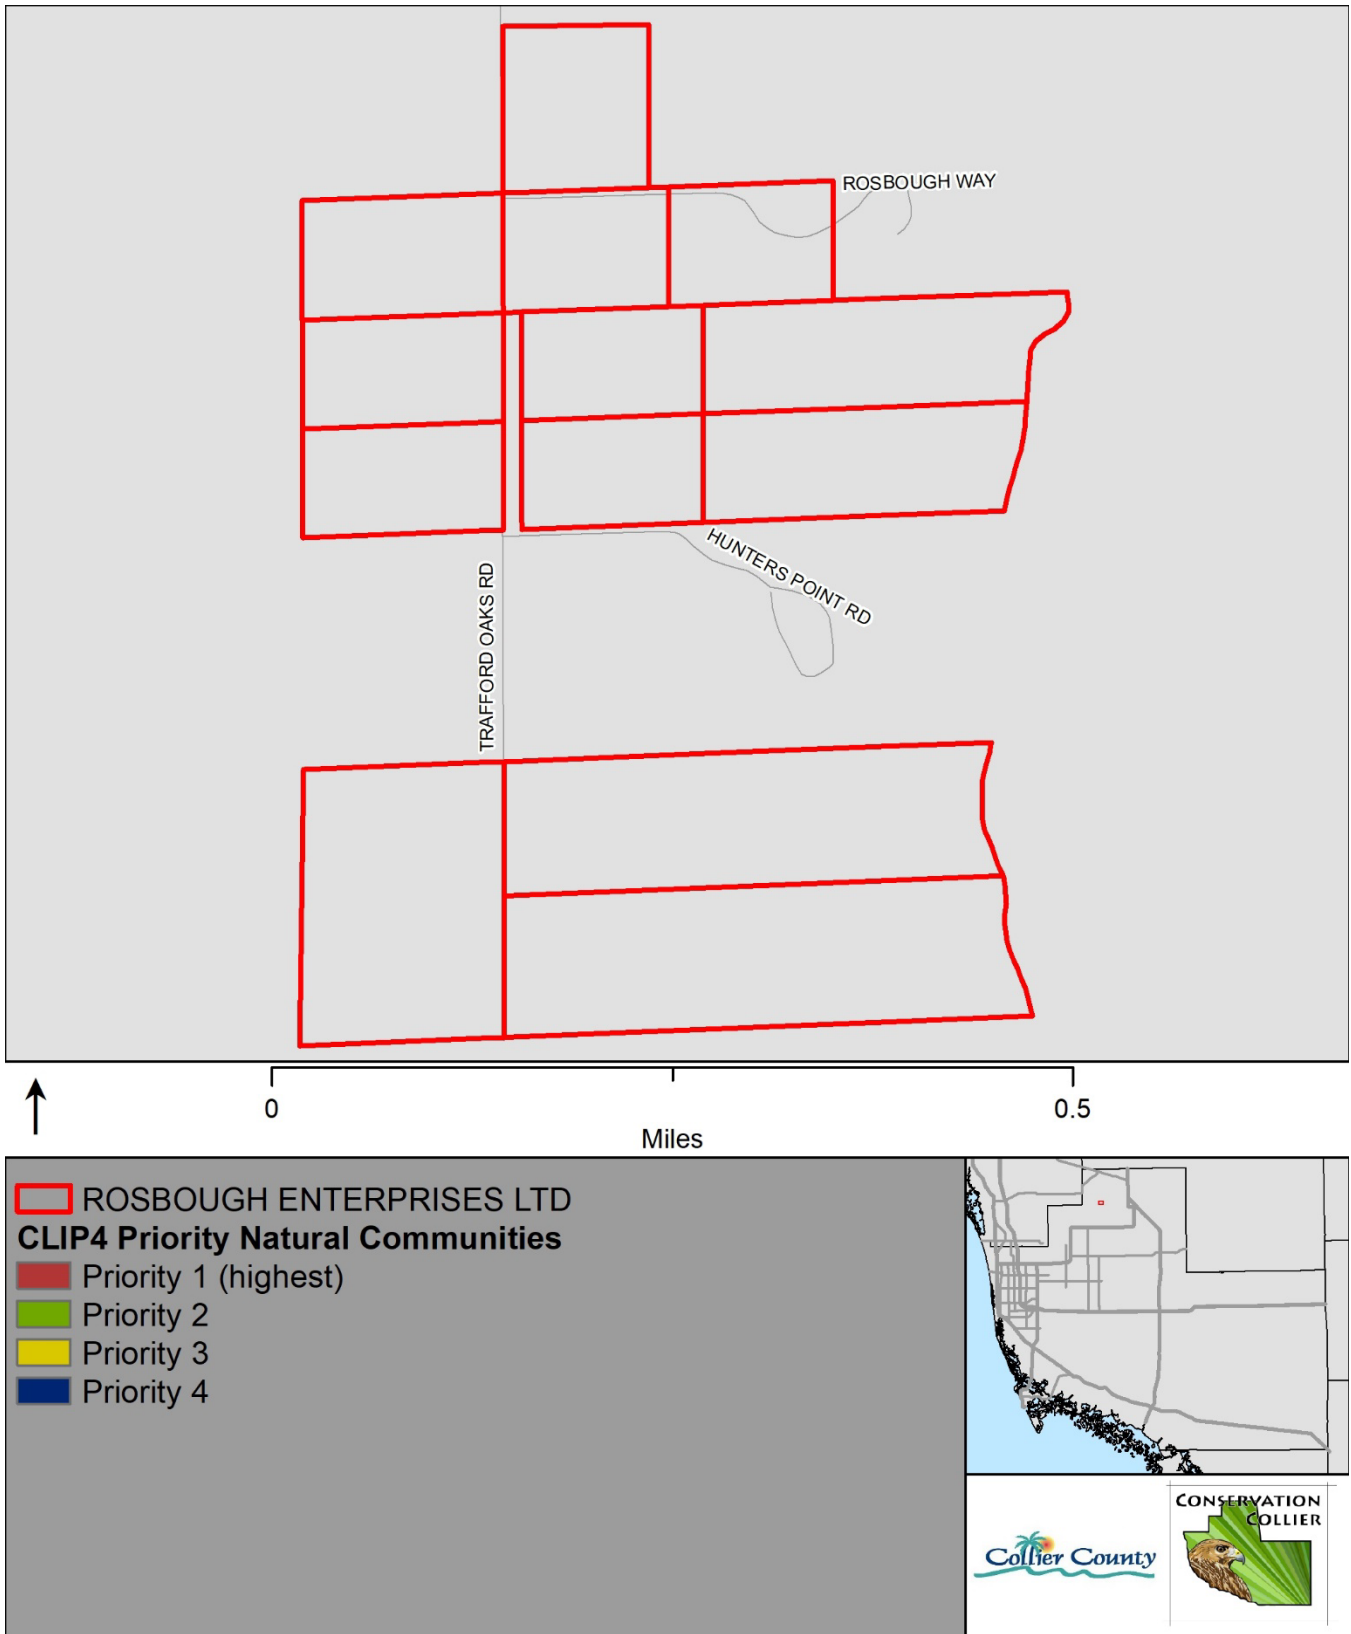 ROSBOUGH WAY
HUNTERS POINT RD
TRAFFORD OAKS RD
0
0.5
Miles
ROSBOUGH ENTERPRISES LTD
CLIP4 Priority Natural Communities
Priority 1 (highest)
Priority 2
Priority 3
Priority 4
Collier County
CONSERVATION
COLLIER